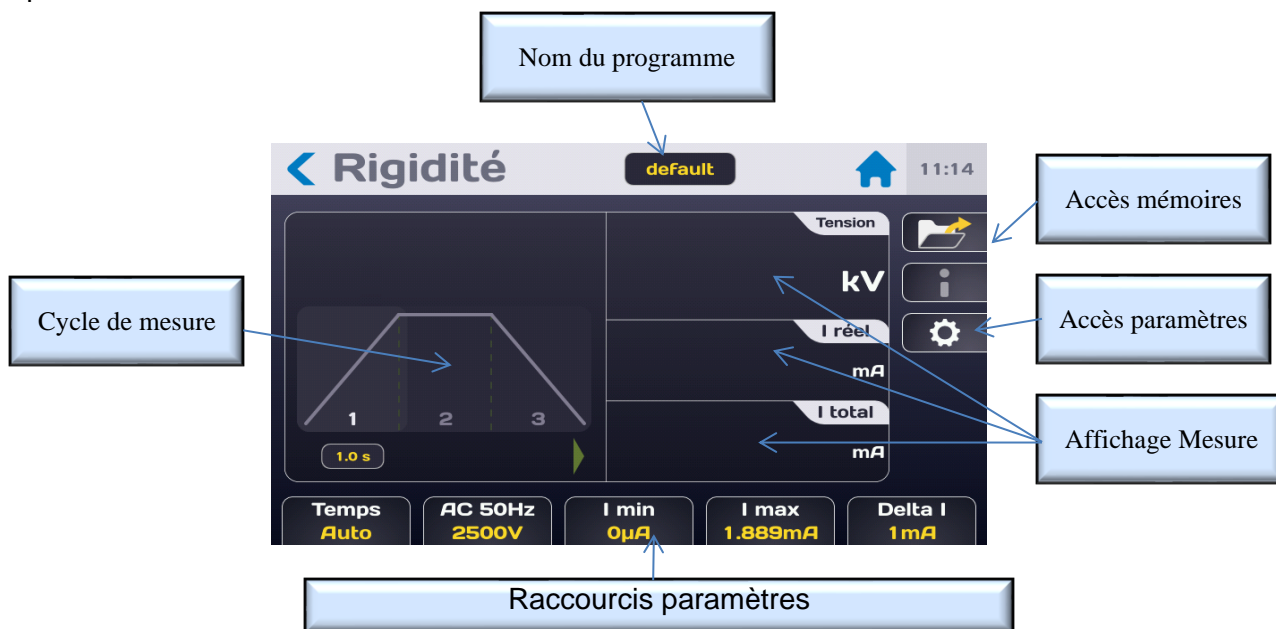 Nom du programme
Rigidité
default
11:14
Accès mémoires
Tension
kV
Cycle de mesure
Accès paramètres
I réel
mA
1 2 3
I total
Affichage Mesure
1.0 s
mA
Temps
Auto
AC 50Hz
2500V
I min
0µA
I max
1.889mA
Delta I
1mA
Raccourcis paramètres